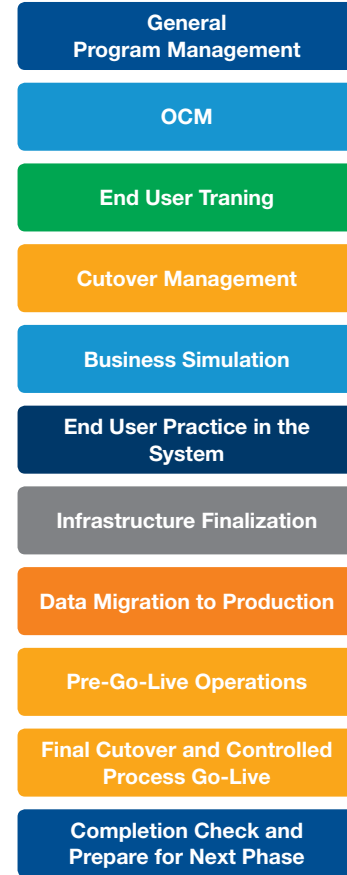 General
Program Management
OCM
End User Traning
Cutover Management
Business Simulation
End User Practice in the
System
Infrastructure Finalization
Data Migration to Production
Pre-Go-Live Operations
Final Cutover and Controlled
Process Go-Live
Completion Check and
Prepare for Next Phase